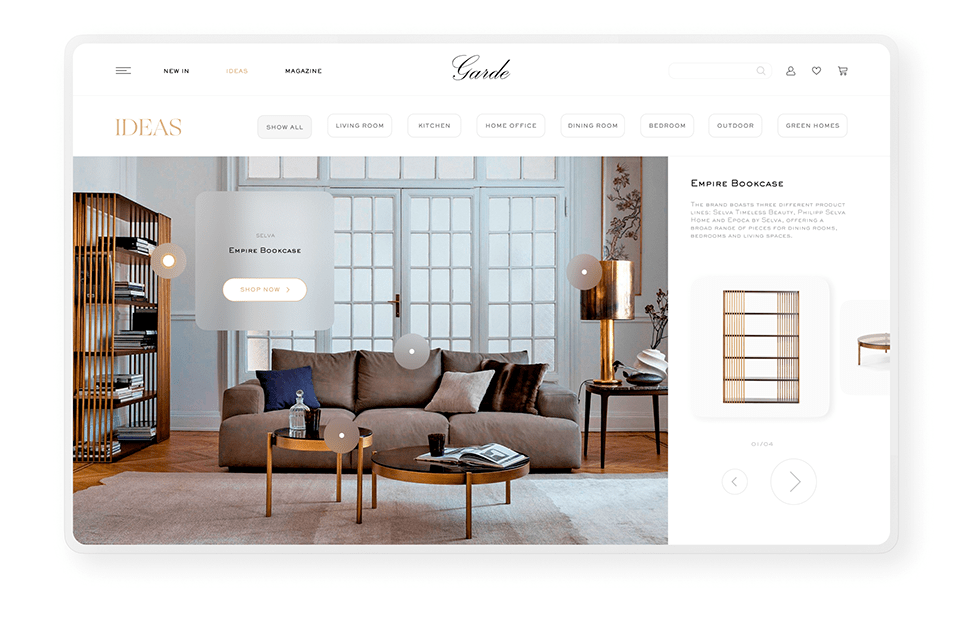 NEW IN
IDEAS
MAGAZINE
Garde
IDEAS
SHOW ALL
LIVING ROOM
KITCHEN
HOME OFFICE
DINING ROOM
BEDROOM
OUTDOOR
GREEN HOMES
SELVA
Empire Bookcase
SHOP NOW
Empire Bookcase
The brand boasts three different product
lines: Selva Timeless Beauty, Philipp Selva
Home and Epoca by Selva, offering a
broad range of pieces for dining rooms,
bedrooms and living spaces.
01/04